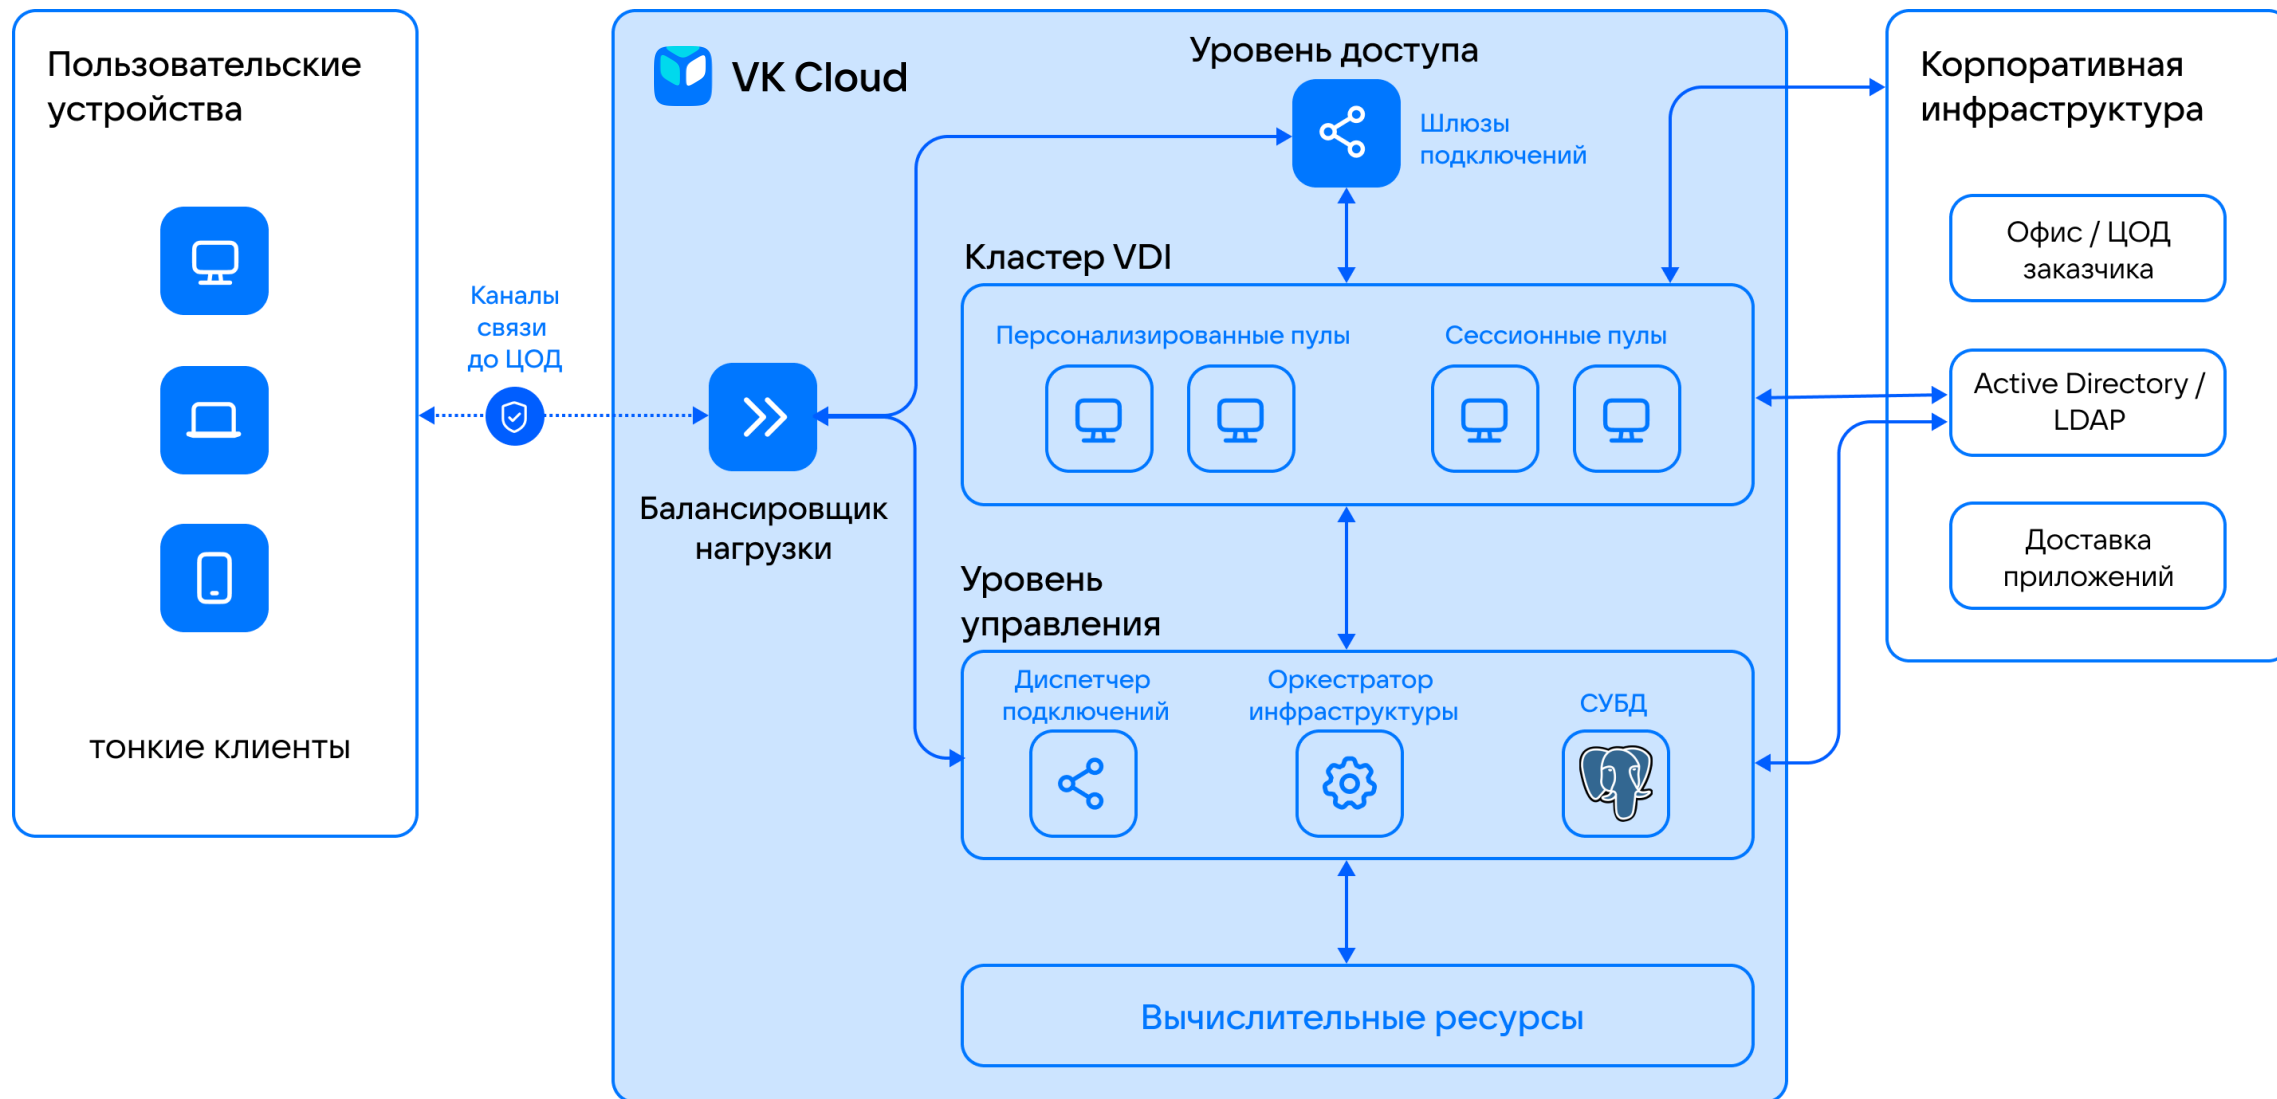 Пользовательские
устройства
тонкие клиенты
Каналы
связи
до ЦОД
VK Cloud
Балансировщик
нагрузки
Уровень доступа
Шлюзы
подключений
Кластер VDI
Персонализированные пулы
Сессионные пулы
Уровень
управления
Диспетчер
подключений
Оркестратор
инфраструктуры
СУБД
Вычислительные ресурсы
Корпоративная
инфраструктура
Офис / ЦОД
заказчика
Active Directory /
LDAP
Доставка
приложений